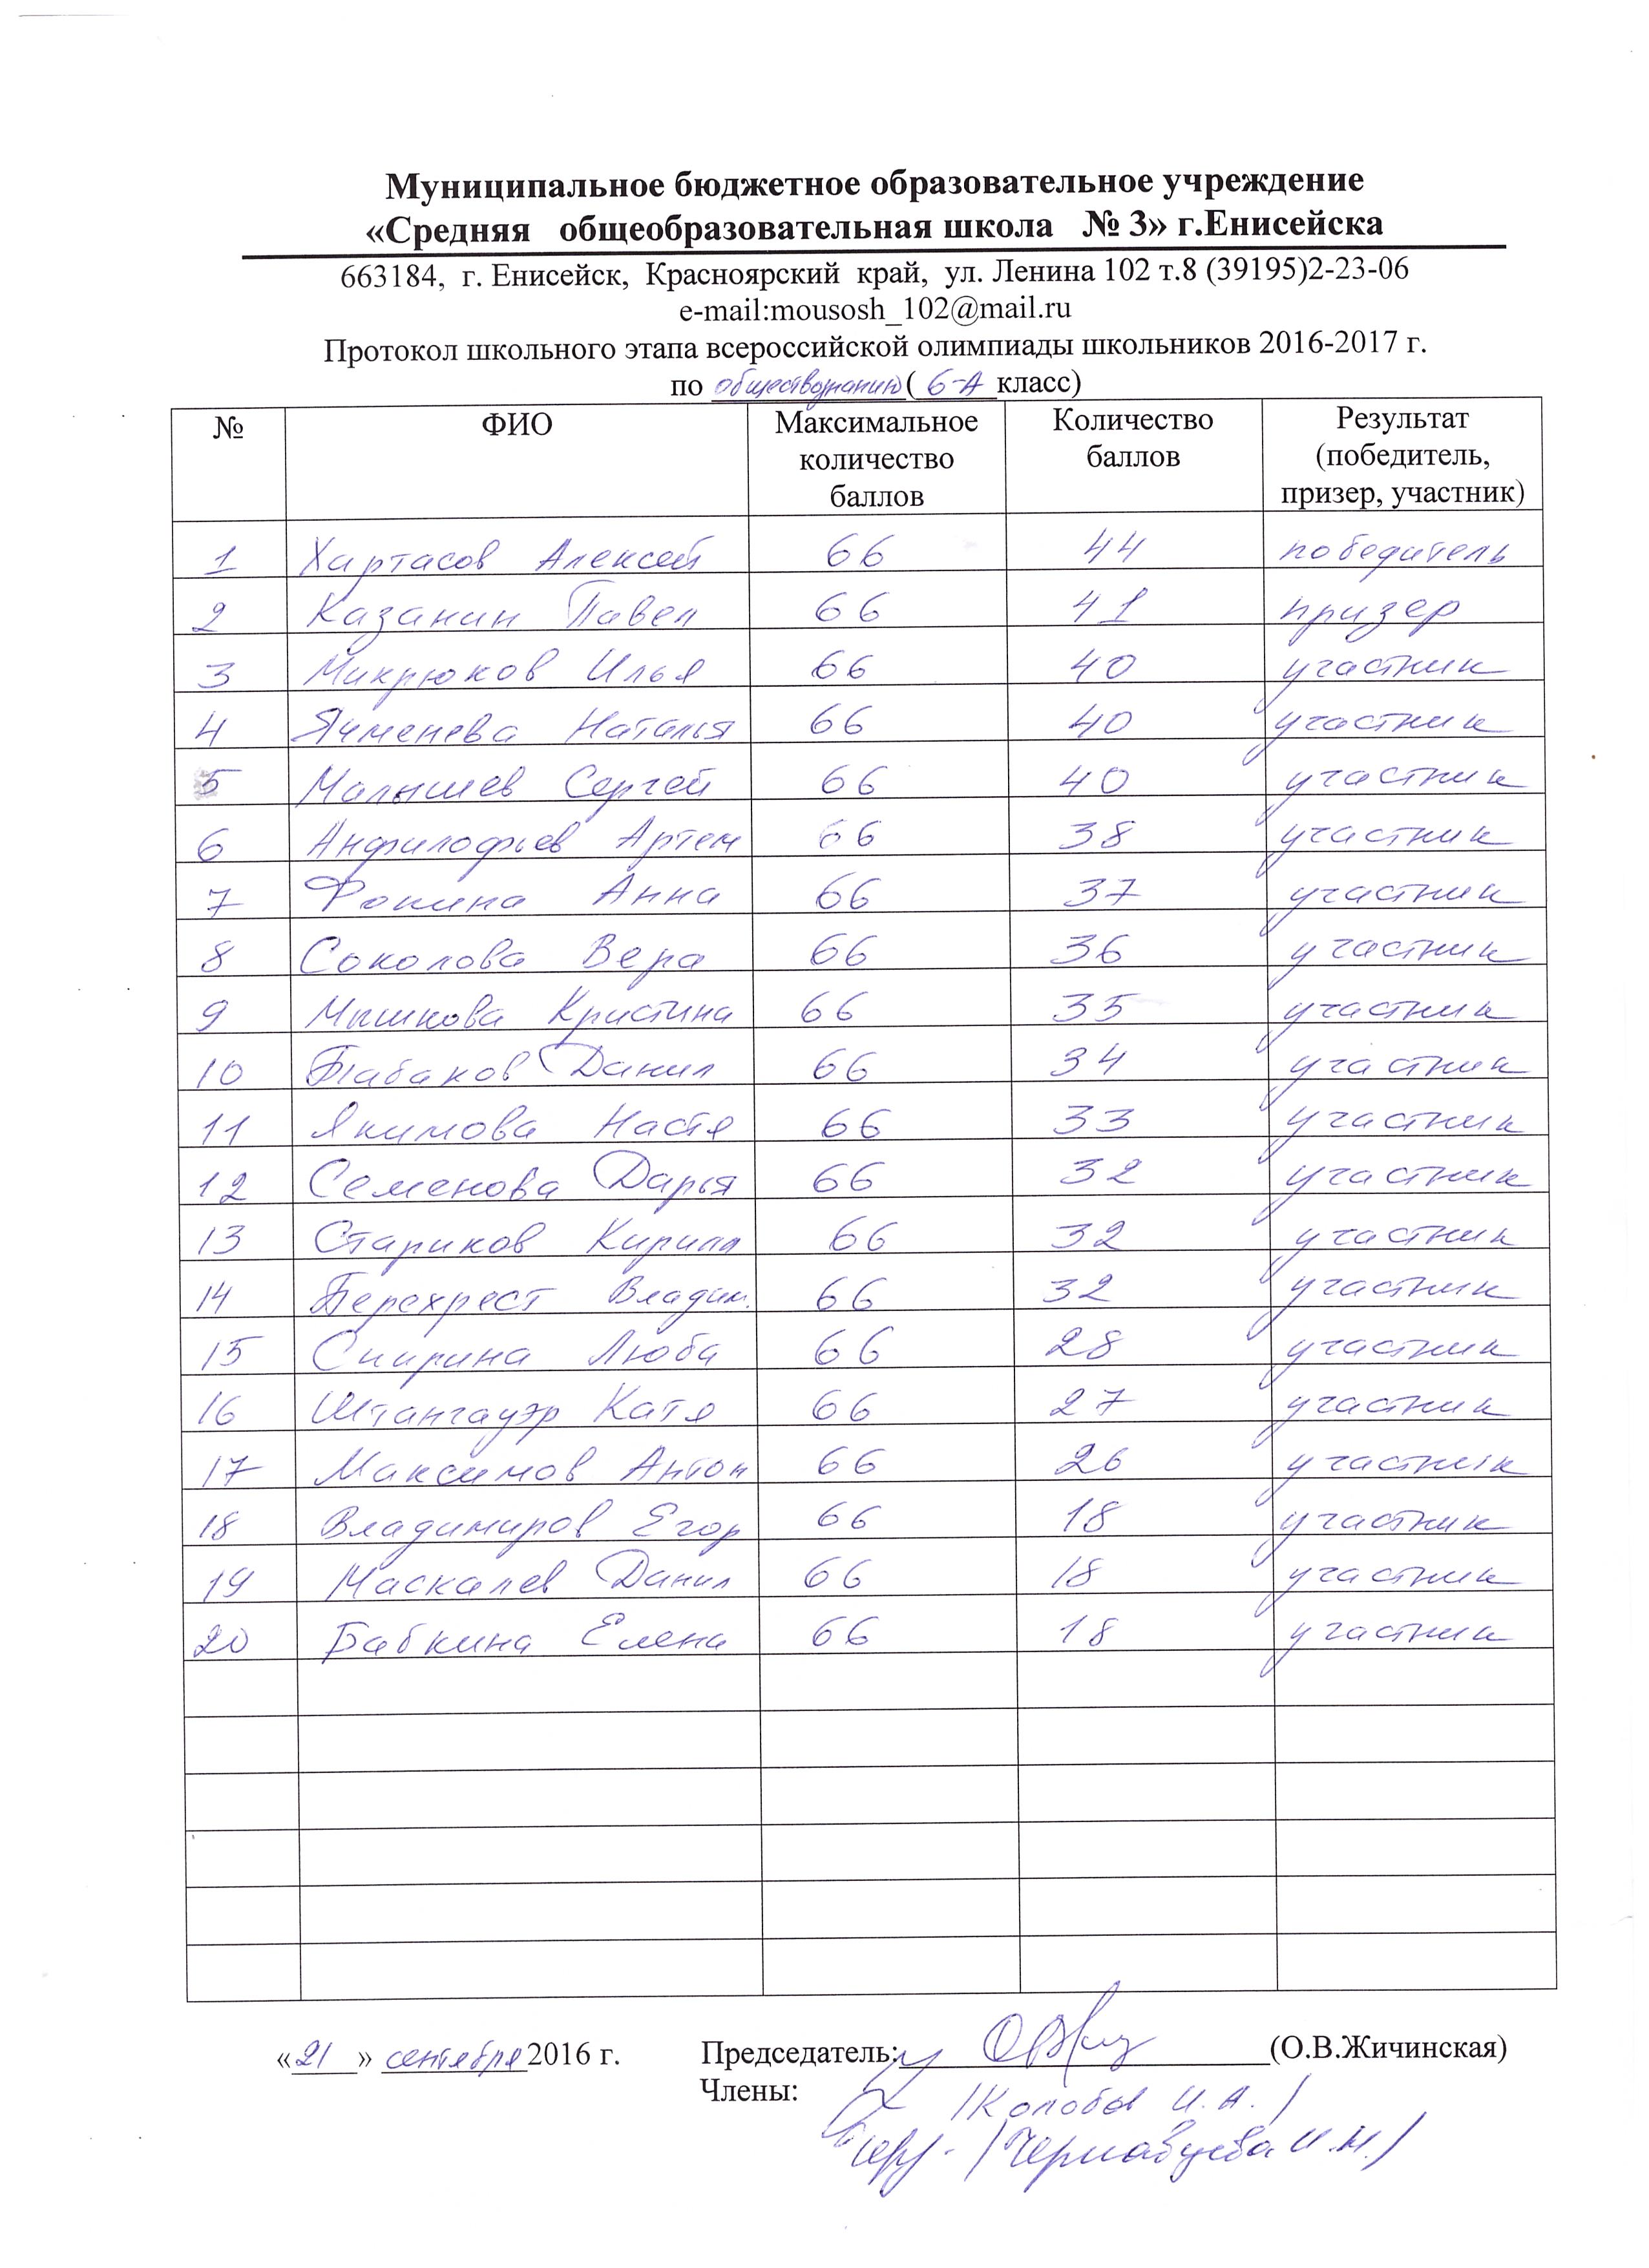 Муниципальное бюджетное образовательное учреждение
«Средняя общеобразовательная школа № 3» г.Енисейска
663184, г. Енисейск, Красноярский край, ул. Ленина 102 т.8 (39195)2-23-06
e-mail:mousosh_102@mail.ru
Протокол школьного этапа всероссийской олимпиады школьников 2016-2017 г.
по обществознанию (6-А класс)
№ ФИО Максимальное количество баллов Количество баллов Результат (победитель, призер, участник)
1 Хартасов Алексей 66 44 победитель
2 Казанин Павел 66 41 призер
3 Микрюков Илья 66 40 участник
4 Ячменева Наталья 66 40 участник
5 Малышев Сергей 66 40 участник
6 Анфилофьев Артем 66 38 участник
7 Фокина Анна 66 37 участник
8 Соколова Вера 66 36 участник
9 Мышкова Кристина 66 35 участник
10 Табаков Данил 66 34 участник
11 Якимова Настя 66 33 участник
12 Семенова Дарья 66 32 участник
13 Стариков Кирилл 66 32 участник
14 Перехрест Владим. 66 32 участник
15 Спирина Люба 66 28 участник
16 Штангауэр Катя 66 27 участник
17 Максимов Антон 66 26 участник
18 Владимиров Егор 66 18 участник
19 Маскалев Данил 66 18 участник
20 Бабкина Елена 66 18 участник
«21» сентября 2016 г. Председатель: (О.В.Жичинская)
Члены:
/Колобов И.А./
/ И.Н./